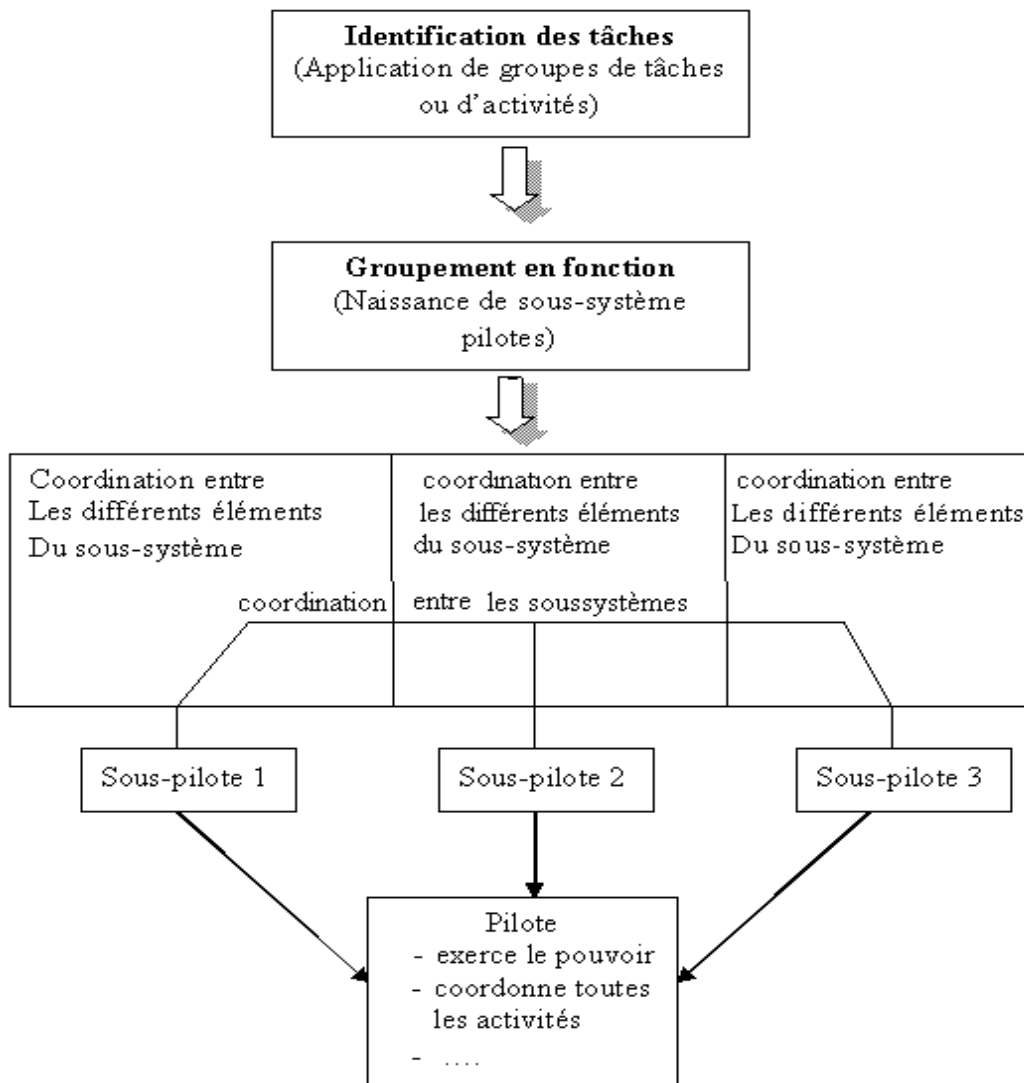 Identification des tâches
(Application de groupes de tâches
ou d'activités)
Groupement en fonction
(Naissance de sous-système
pilotes)
Coordination entre
Les différents éléments
Du sous-système
coordination entre
les différents éléments
du sous-système
coordination entre
Les différents éléments
Du sous-système
coordination entre les soussystèmes
Sous-pilote 1
Sous-pilote 2
Sous-pilote 3
Pilote
- exerce le pouvoir
- coordonne toutes
les activités
- ....